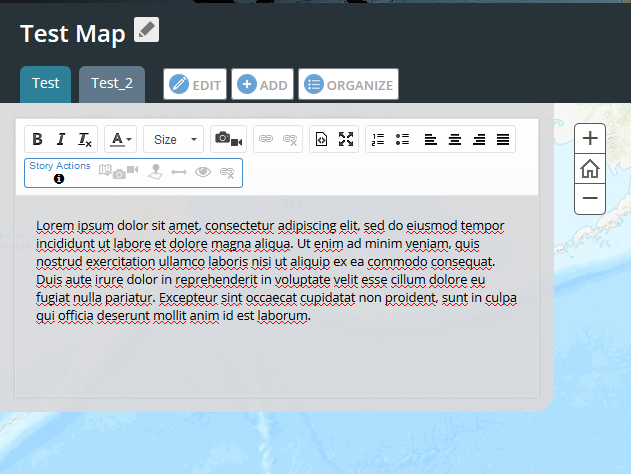 Test Map
Test Test_2 EDIT ADD ORGANIZE
B I Tx A Size
Story Actions
Lorem ipsum dolor sit amet, consectetur adipiscing elit, sed do eiusmod tempor
incididunt ut labore et dolore magna aliqua. Ut enim ad minim veniam, quis
nostrud exercitation ullamco laboris nisi ut aliquip ex ea commodo consequat.
Duis aute irure dolor in reprehenderit in voluptate velit esse cillum dolore eu
fugiat nulla pariatur. Excepteur sint occaecat cupidatat non proident, sunt in culpa
qui officia deserunt mollit anim id est laborum.